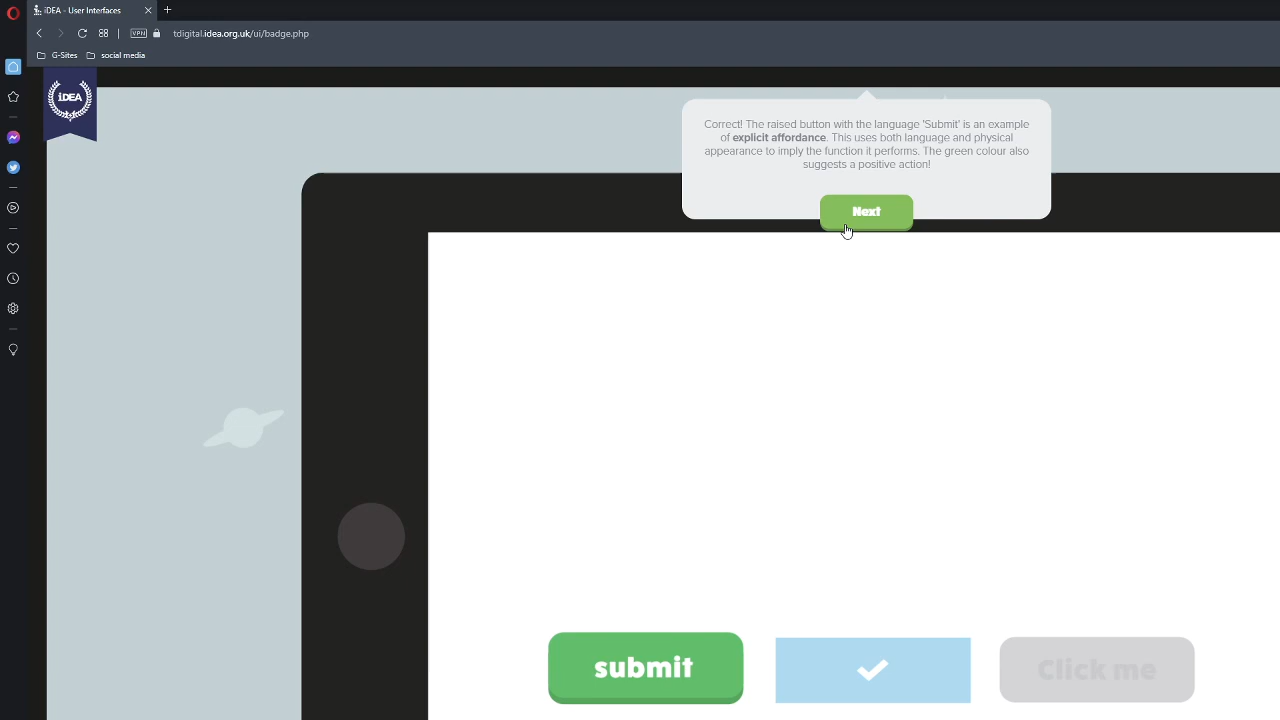 iDEA - User Interfaces
VPN
tdigital.idea.org.uk/ui/badge.php
G-Sites
social media
iDEA
Correct! The raised button with the language 'Submit' is an example
of explicit affordance. This uses both language and physical
appearance to imply the function it performs. The green colour also
suggests a positive action!
Next
submit
Click me